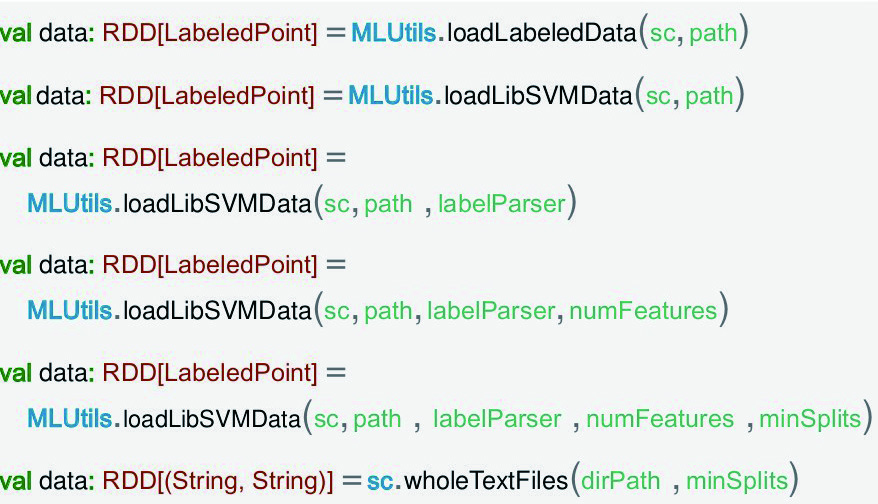 val data: RDD[LabeledPoint] = MLUtils.loadLabeledData(sc, path)
val data: RDD[LabeledPoint] = MLUtils.loadLibSVMData(sc, path)
val data: RDD[LabeledPoint] =
MLUtils.loadLibSVMData(sc, path , labelParser)
val data: RDD[LabeledPoint] =
MLUtils.loadLibSVMData(sc, path, labelParser, numFeatures)
val data: RDD[LabeledPoint] =
MLUtils.loadLibSVMData(sc, path , labelParser , numFeatures , minSplits)
val data: RDD[(String, String)] = sc.wholeTextFiles(dirPath , minSplits)